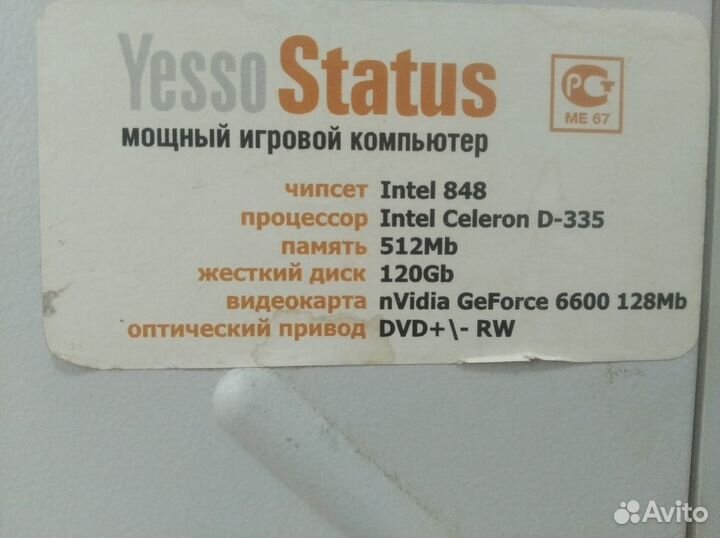 Yesso Status
мощный игровой компьютер
РСТ
МЕ 67
чипсет Intel 848
процессор Intel Celeron D-335
память 512Mb
жесткий диск 120Gb
видеокарта nVidia GeForce 6600 128Mb
оптический привод DVD+\- RW
Avito